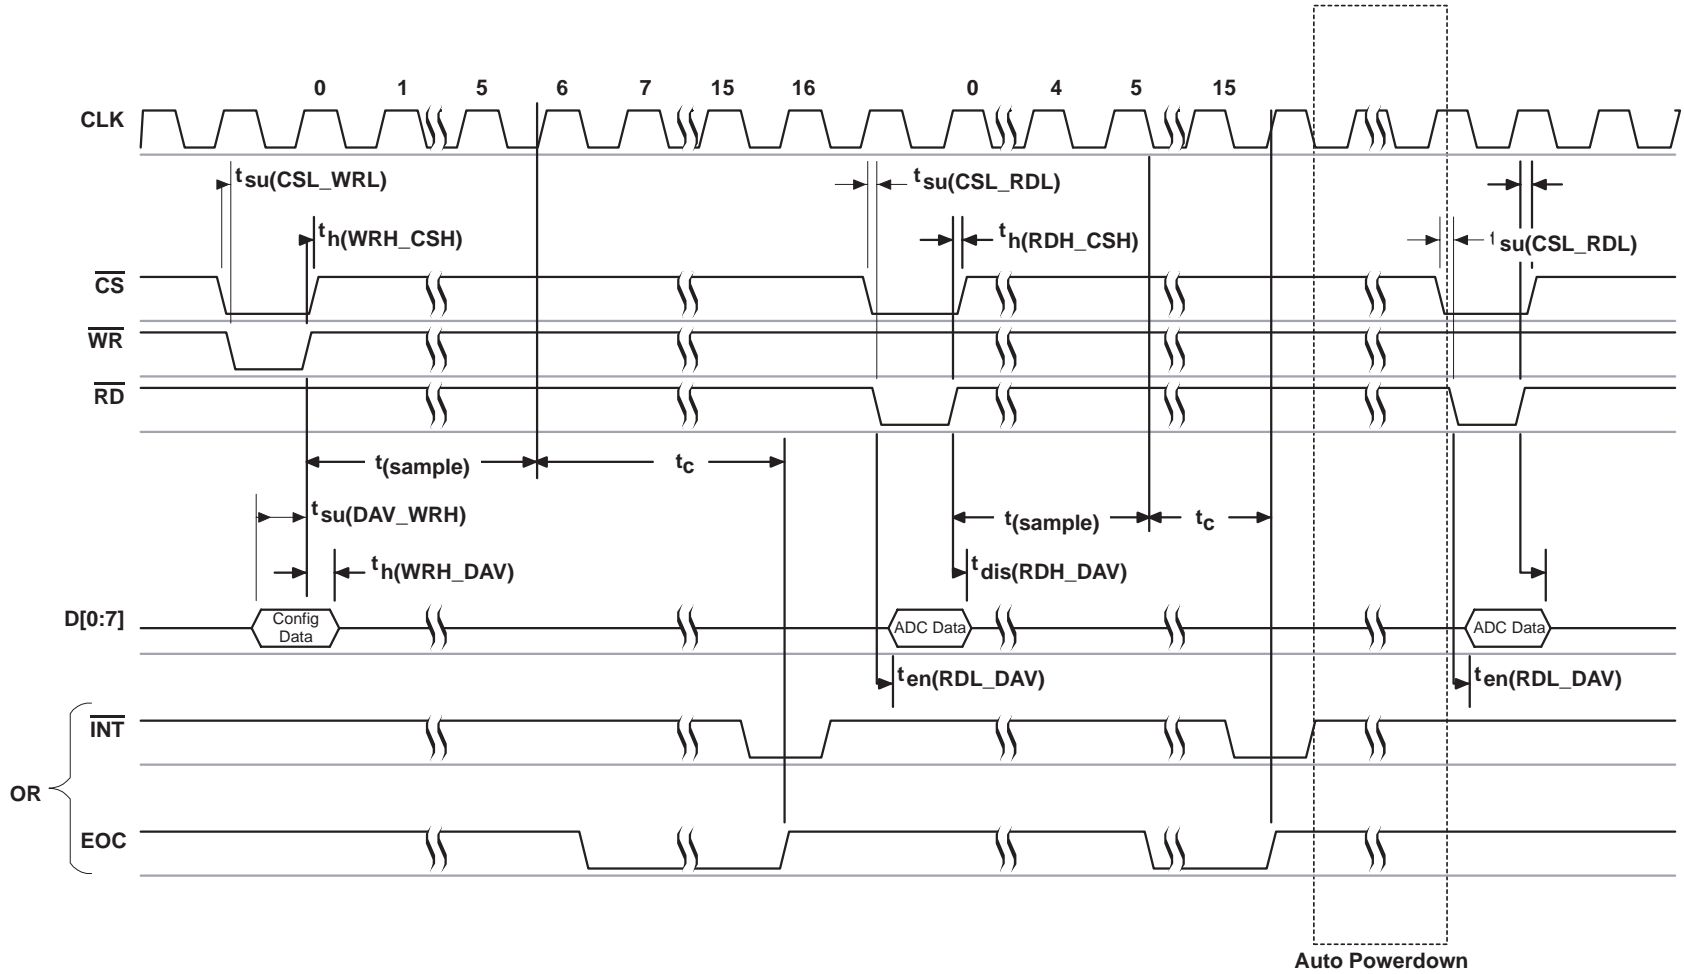 0 1 5 6 7 15 16 0 4 5 15
CLK
tsu(CSL_WRL)
tsu(CSL_RDL)
th(WRH_CSH)
th(RDH_CSH)
su(CSL_RDL)
CS
WR
RD
t(sample)
tc
tsu(DAV_WRH)
t(sample)
tc
th(WRH_DAV)
tdis(RDH_DAV)
D[0:7]
Config
Data
ADC Data
ADC Data
ten(RDL_DAV)
ten(RDL_DAV)
INT
OR
EOC
Auto Powerdown